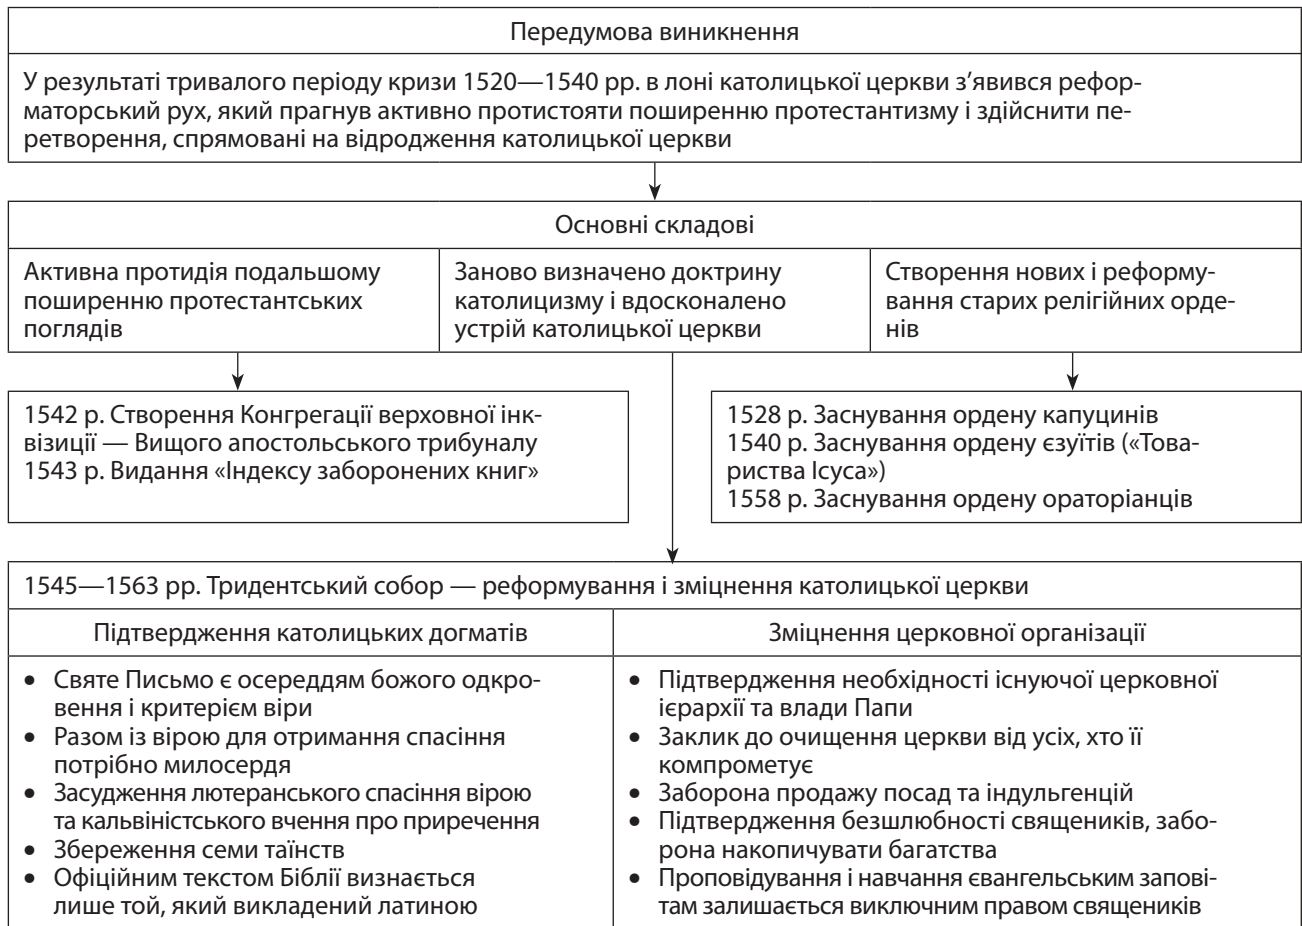 Передумова виникнення
У результаті тривалого періоду кризи 1520—1540 рр. в лоні католицької церкви з’явився рефор-
маторський рух, який прагнув активно протистояти поширенню протестантизму і здійснити пе-
ретворення, спрямовані на відродження католицької церкви
Основні складові
Активна протидія подальшому
поширенню протестантських
поглядів
Заново визначено доктрину
католицизму і вдосконалено
устрій католицької церкви
Створення нових і реформу-
вання старих релігійних орде-
нів
1542 р. Створення Конгрегації верховної інк-
візиції — Вищого апостольського трибуналу
1543 р. Видання «Індексу заборонених книг»
1528 р. Заснування ордену капуцинів
1540 р. Заснування ордену єзуїтів («Това-
риства Ісуса»)
1558 р. Заснування ордену ораторіанців
1545—1563 рр. Тридентський собор — реформування і зміцнення католицької церкви
Підтвердження католицьких догматів
• Святе Письмо є осереддям божого одкро-
вення і критерієм віри
• Разом із вірою для отримання спасіння
потрібно милосердя
• Засудження лютеранського спасіння вірою
та кальвіністського вчення про приречення
• Збереження семи таїнств
• Офіційним текстом Біблії визнається
лише той, який викладений латиною
Зміцнення церковної організації
• Підтвердження необхідності існуючої церковної
ієрархії та влади Папи
• Заклик до очищення церкви від усіх, хто її
компрометує
• Заборона продажу посад та індульгенцій
• Підтвердження безшлюбності священиків, забо-
рона накопичувати багатства
• Проповідування і навчання євангельським запові-
там залишається виключним правом священиків